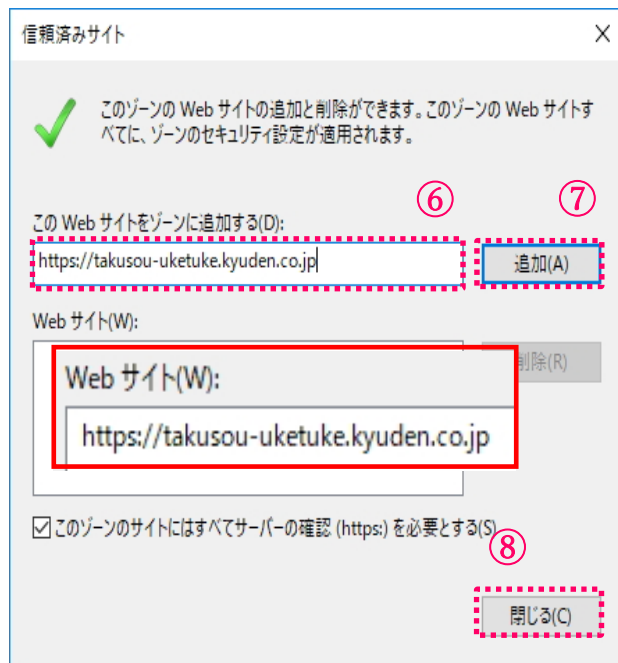 信頼済みサイト
このゾーンの Web サイトの追加と削除ができます。このゾーンの Web サイトす
べてに、ゾーンのセキュリティ設定が適用されます。
⑥
⑦
この Web サイトをゾーンに追加する(D):
https://takusou-uketuke.kyuden.co.jp
追加(A)
Web サイト(W):
削除(R)
Web サイト(W):
https://takusou-uketuke.kyuden.co.jp
このゾーンのサイトにはすべてサーバーの確認 (https:) を必要とする(S)
⑧
閉じる(C)